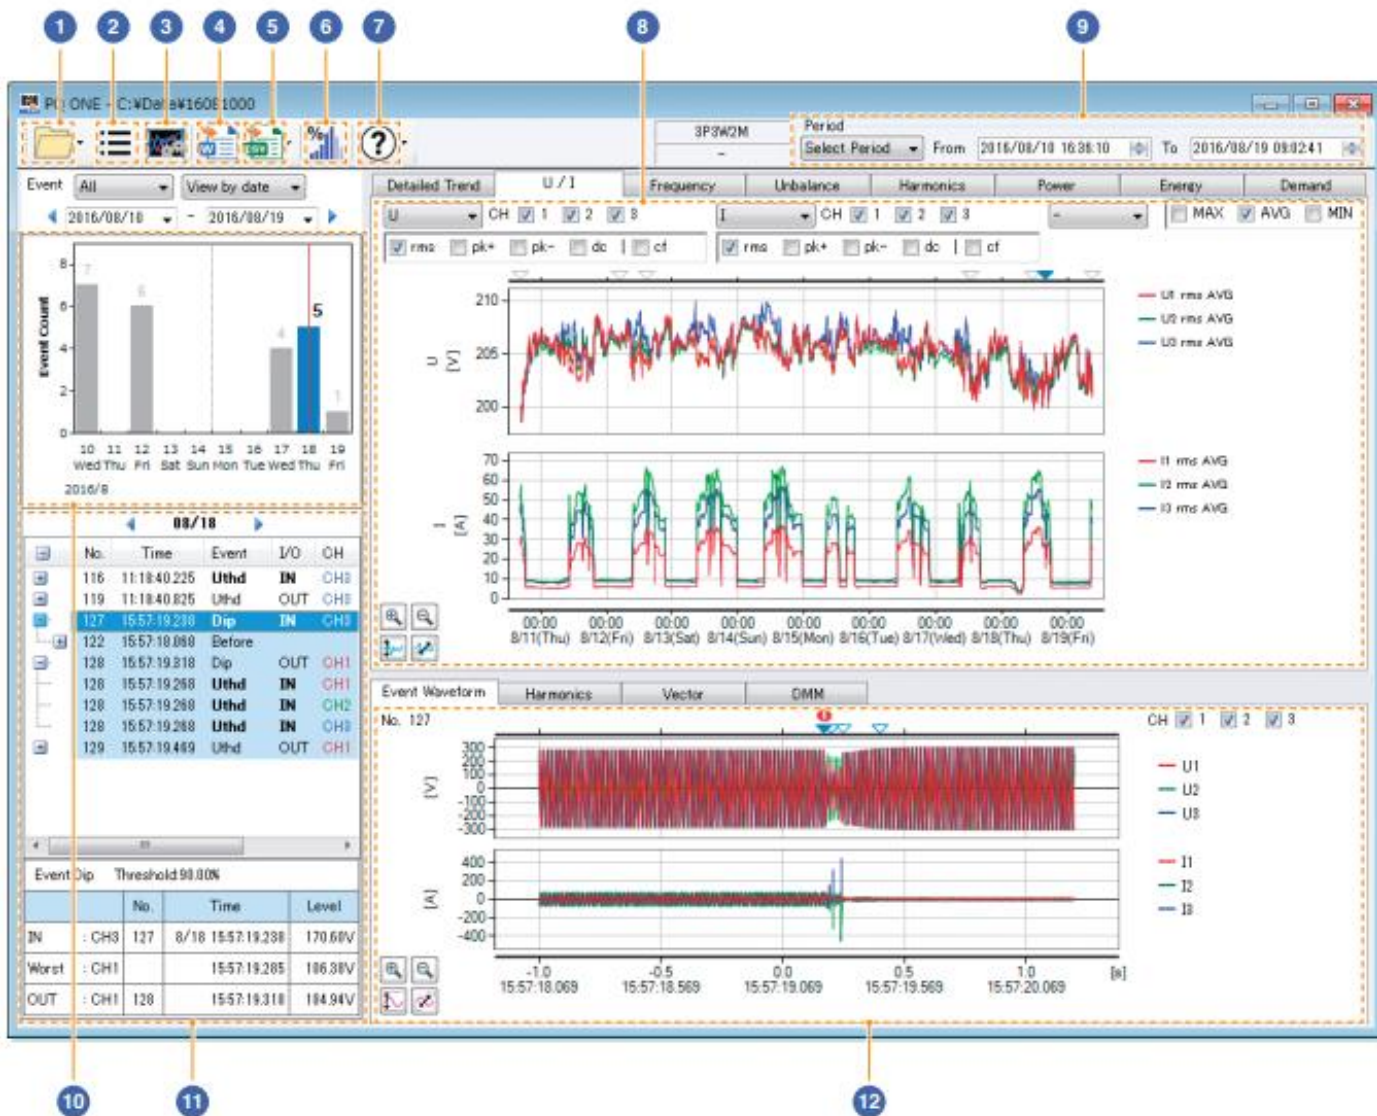 1 2 3 4 5 6 7 8 9
PQ ONE - C:¥Data¥16081000
W CSV % ?
3P3W2M
-
Period
Select Period From 2016/08/10 16:36:10 To 2016/08/19 09:02:41
Event All View by date
2016/08/10 - 2016/08/19
Event Count
8
6
4
2
0
7 6 4 5 1
10 11 12 13 14 15 16 17 18 19
Wed Thu Fri Sat Sun Mon Tue Wed Thu Fri
2016/8
08/18
No. Time Event I/O CH
116 11:18:40.225 Uthd IN CH3
119 11:18:40.825 Uthd OUT CH3
127 15:57:19.238 Dip IN CH3
122 15:57:18.868 Before
128 15:57:19.318 Dip OUT CH1
128 15:57:19.268 Uthd IN CH1
128 15:57:19.268 Uthd IN CH2
128 15:57:19.268 Uthd IN CH3
129 15:57:19.469 Uthd OUT CH1
Event Dip Threshold:90.00%
No. Time Level
IN : CH3 127 8/18 15:57:19.238 170.60V
Worst : CH1 15:57:19.285 106.30V
OUT : CH1 128 15:57:19.318 184.94V
Detailed Trend U / I Frequency Unbalance Harmonics Power Energy Demand
U CH 1 2 3 I CH 1 2 3 - MAX AVG MIN
rms pk+ pk- dc | cf rms pk+ pk- dc | cf
U
[V]
210
205
200
U1 rms AVG
U2 rms AVG
U3 rms AVG
I
[A]
70
60
50
40
30
20
10
0
I1 rms AVG
I2 rms AVG
I3 rms AVG
00:00 00:00 00:00 00:00 00:00 00:00 00:00 00:00 00:00
8/11(Thu) 8/12(Fri) 8/13(Sat) 8/14(Sun) 8/15(Mon) 8/16(Tue) 8/17(Wed) 8/18(Thu) 8/19(Fri)
Event Waveform Harmonics Vector DMM
No. 127 CH 1 2 3
[V]
300
200
100
0
-100
-200
-300
U1
U2
U3
[A]
400
200
0
-200
-400
I1
I2
I3
-1.0 -0.5 0.0 0.5 1.0 [s]
15:57:18.069 15:57:18.569 15:57:19.069 15:57:19.569 15:57:20.069
10 11 12